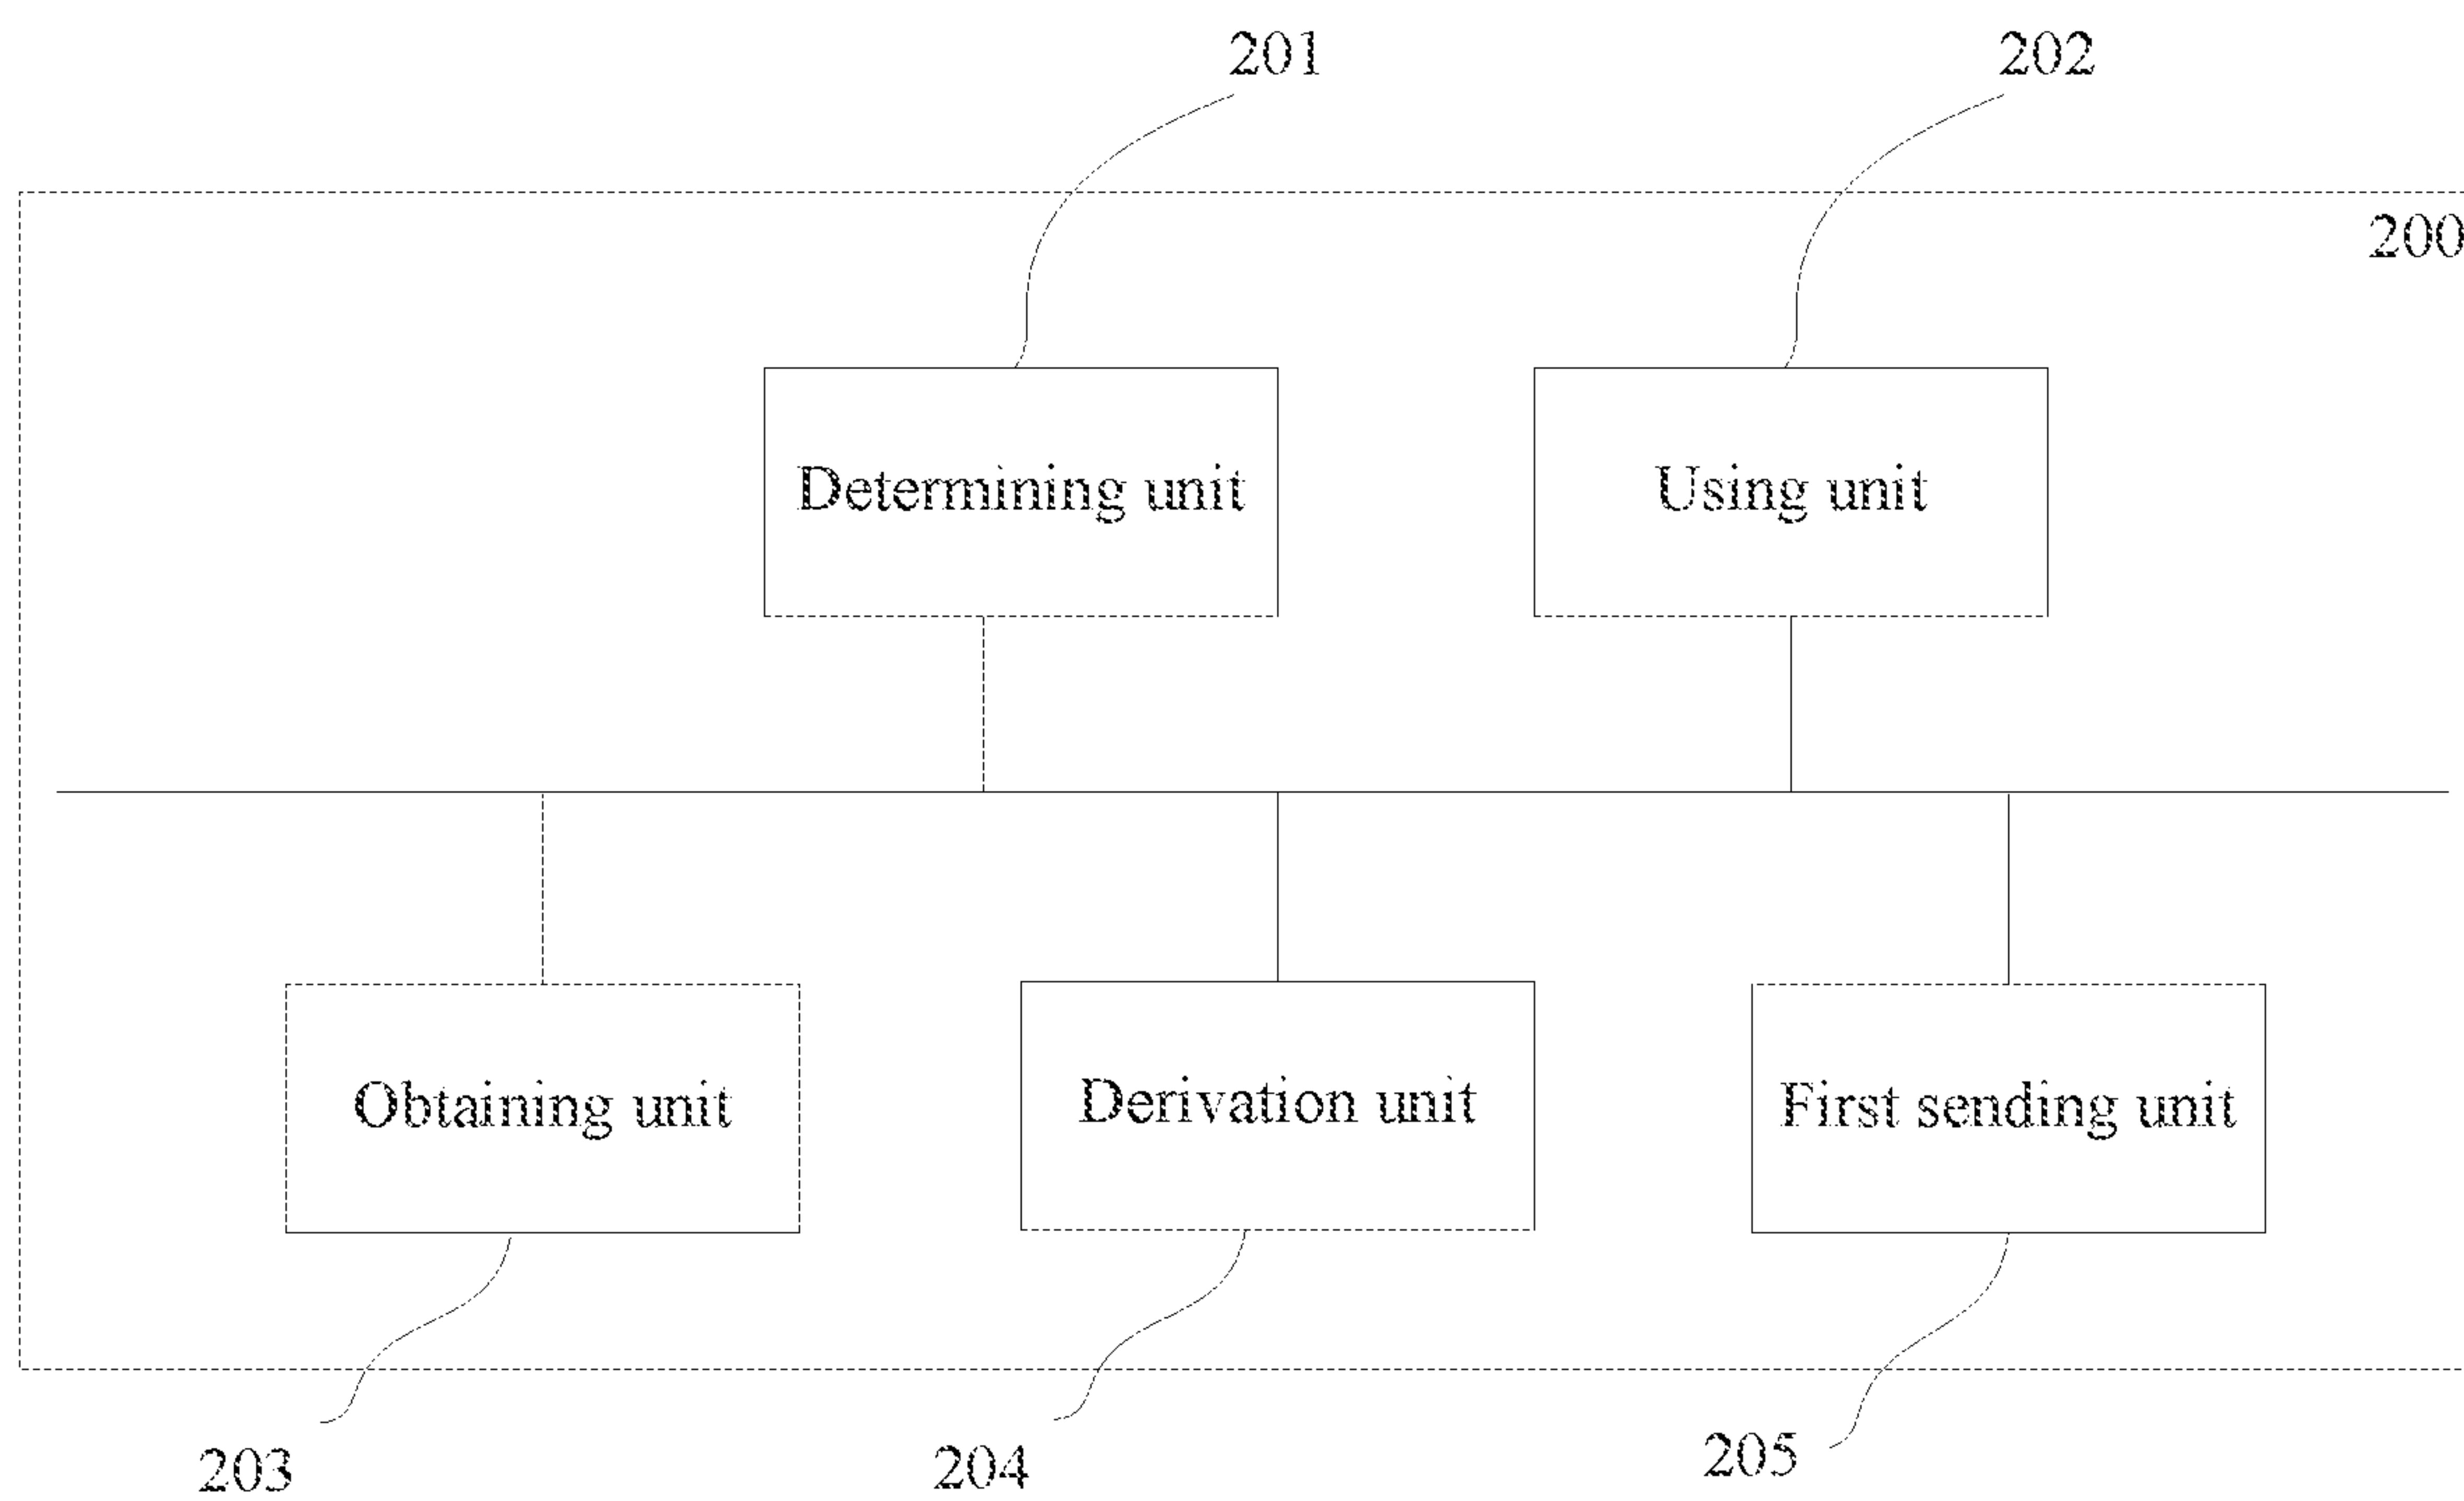 201
202
200
Determining unit
Using unit
Obtaining unit
Derivation unit
First sending unit
203
204
205